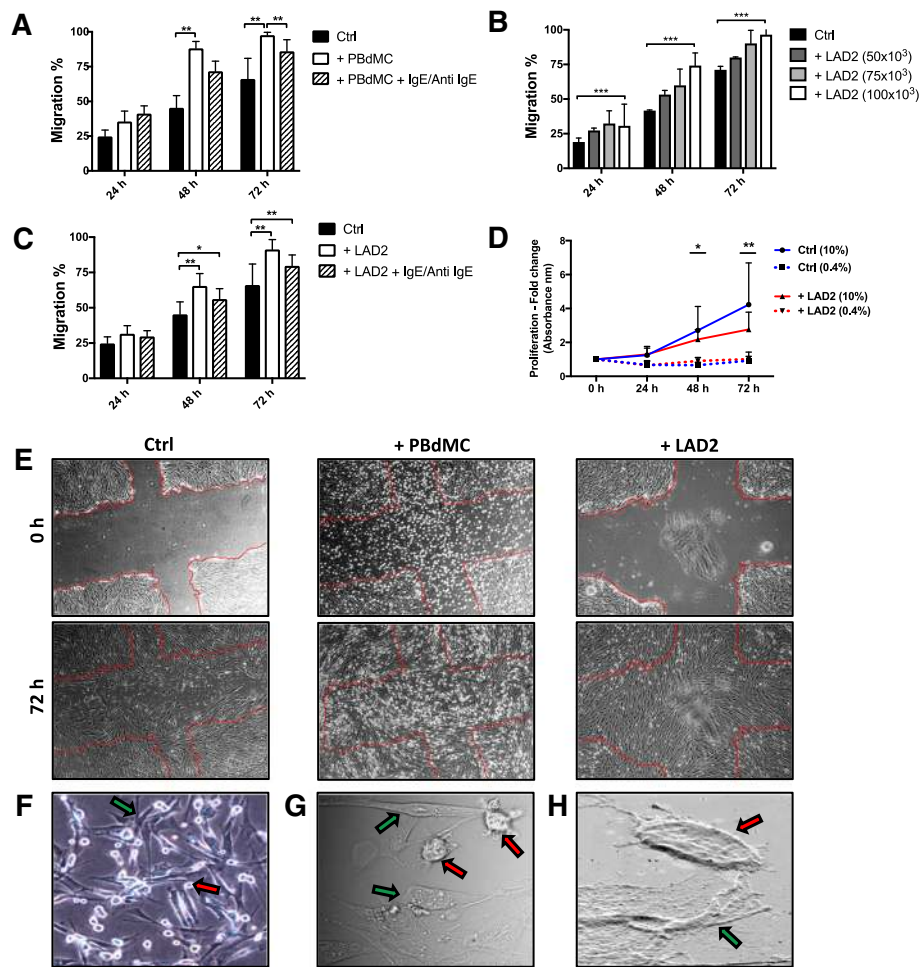 A
Migration %
100
75
50
25
0
** ** **
24 h
48 h
72 h
Ctrl
+ PBdMC
+ PBdMC + IgE/Anti IgE
B
Migration %
100
75
50
25
0
*** *** ***
24 h
48 h
72 h
Ctrl
+ LAD2 (50x10³)
+ LAD2 (75x10³)
+ LAD2 (100x10³)
C
Migration %
100
75
50
25
0
* ** ** **
24 h
48 h
72 h
Ctrl
+ LAD2
+ LAD2 + IgE/Anti IgE
D
Proliferation - Fold change
(Absorbance nm)
8
6
4
2
0
* **
0 h
24 h
48 h
72 h
Ctrl (10%)
Ctrl (0.4%)
+ LAD2 (10%)
+ LAD2 (0.4%)
E
Ctrl
+ PBdMC
+ LAD2
0 h
72 h
F
G
H